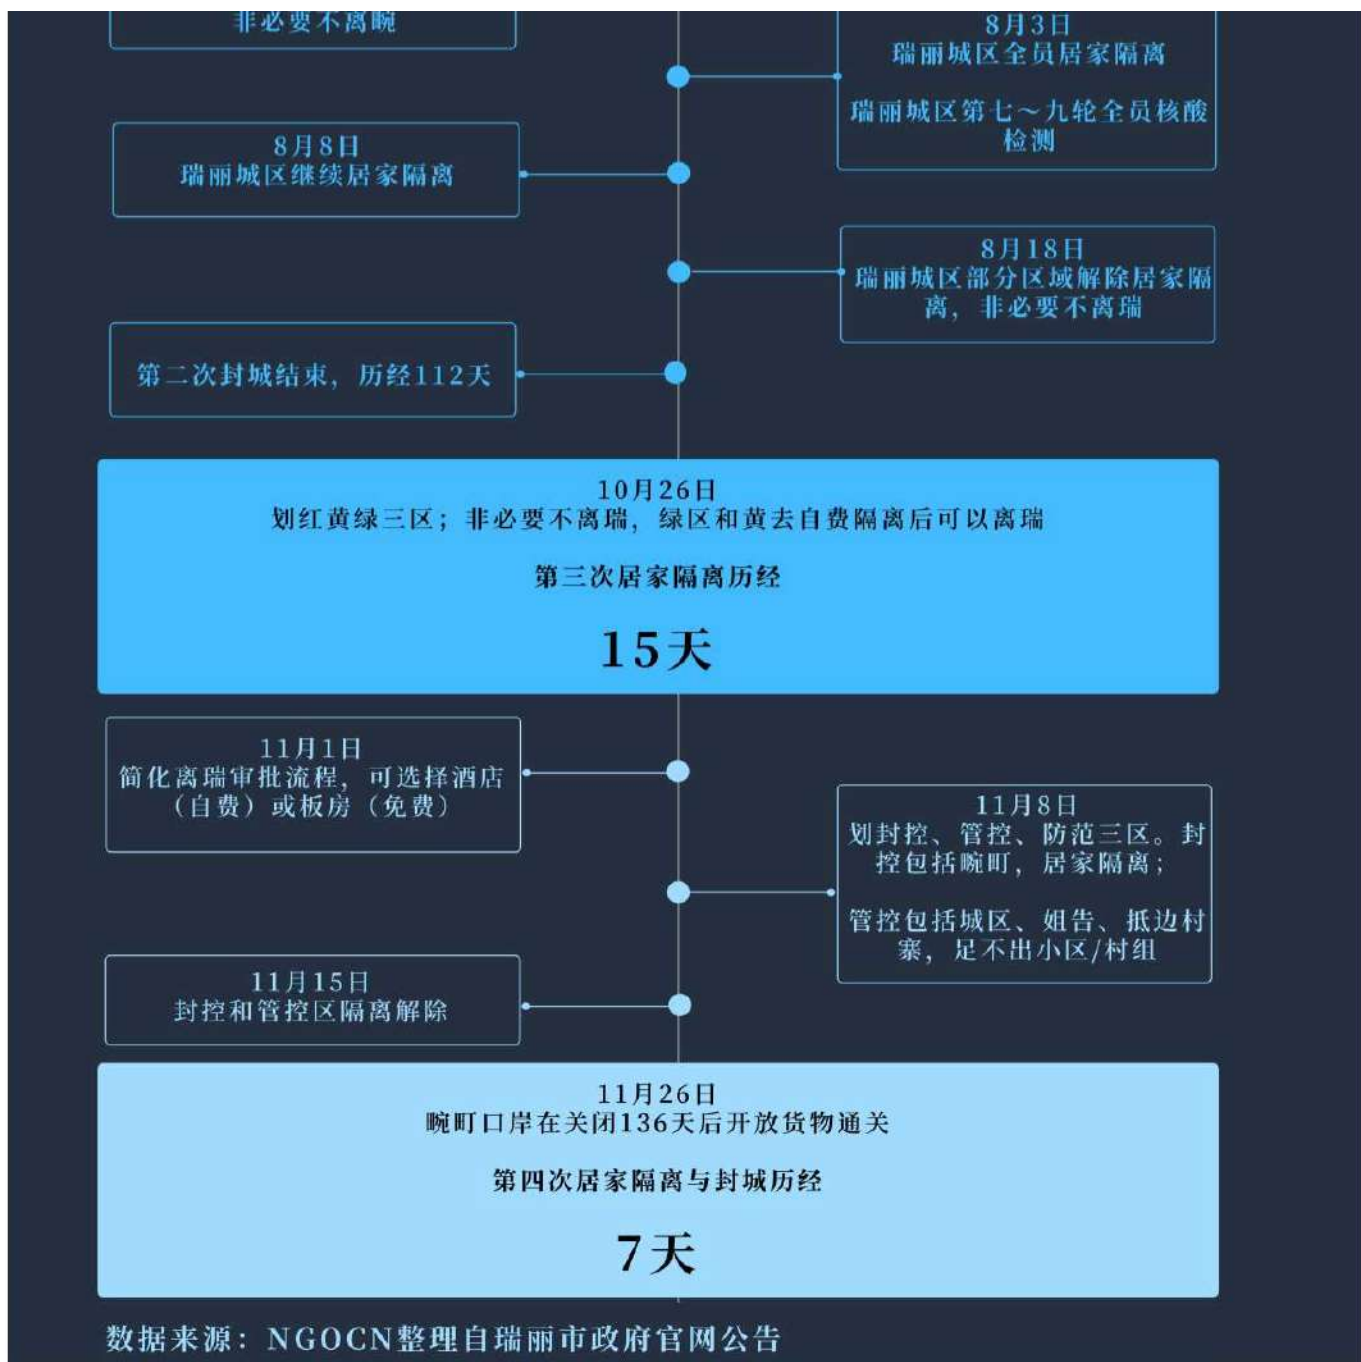 非必要不离畹
8月3日
瑞丽城区全员居家隔离
瑞丽城区第七～九轮全员核酸
检测
8月8日
瑞丽城区继续居家隔离
8月18日
瑞丽城区部分区域解除居家隔
离，非必要不离瑞
第二次封城结束，历经112天
10月26日
划红黄绿三区；非必要不离瑞，绿区和黄去自费隔离后可以离瑞
第三次居家隔离历经
15天
11月1日
简化离瑞审批流程，可选择酒店
（自费）或板房（免费）
11月8日
划封控、管控、防范三区。封
控包括畹町，居家隔离；
管控包括城区、姐告、抵边村
寨，足不出小区/村组
11月15日
封控和管控区隔离解除
11月26日
畹町口岸在关闭136天后开放货物通关
第四次居家隔离与封城历经
7天
数据来源：NGOCN整理自瑞丽市政府官网公告